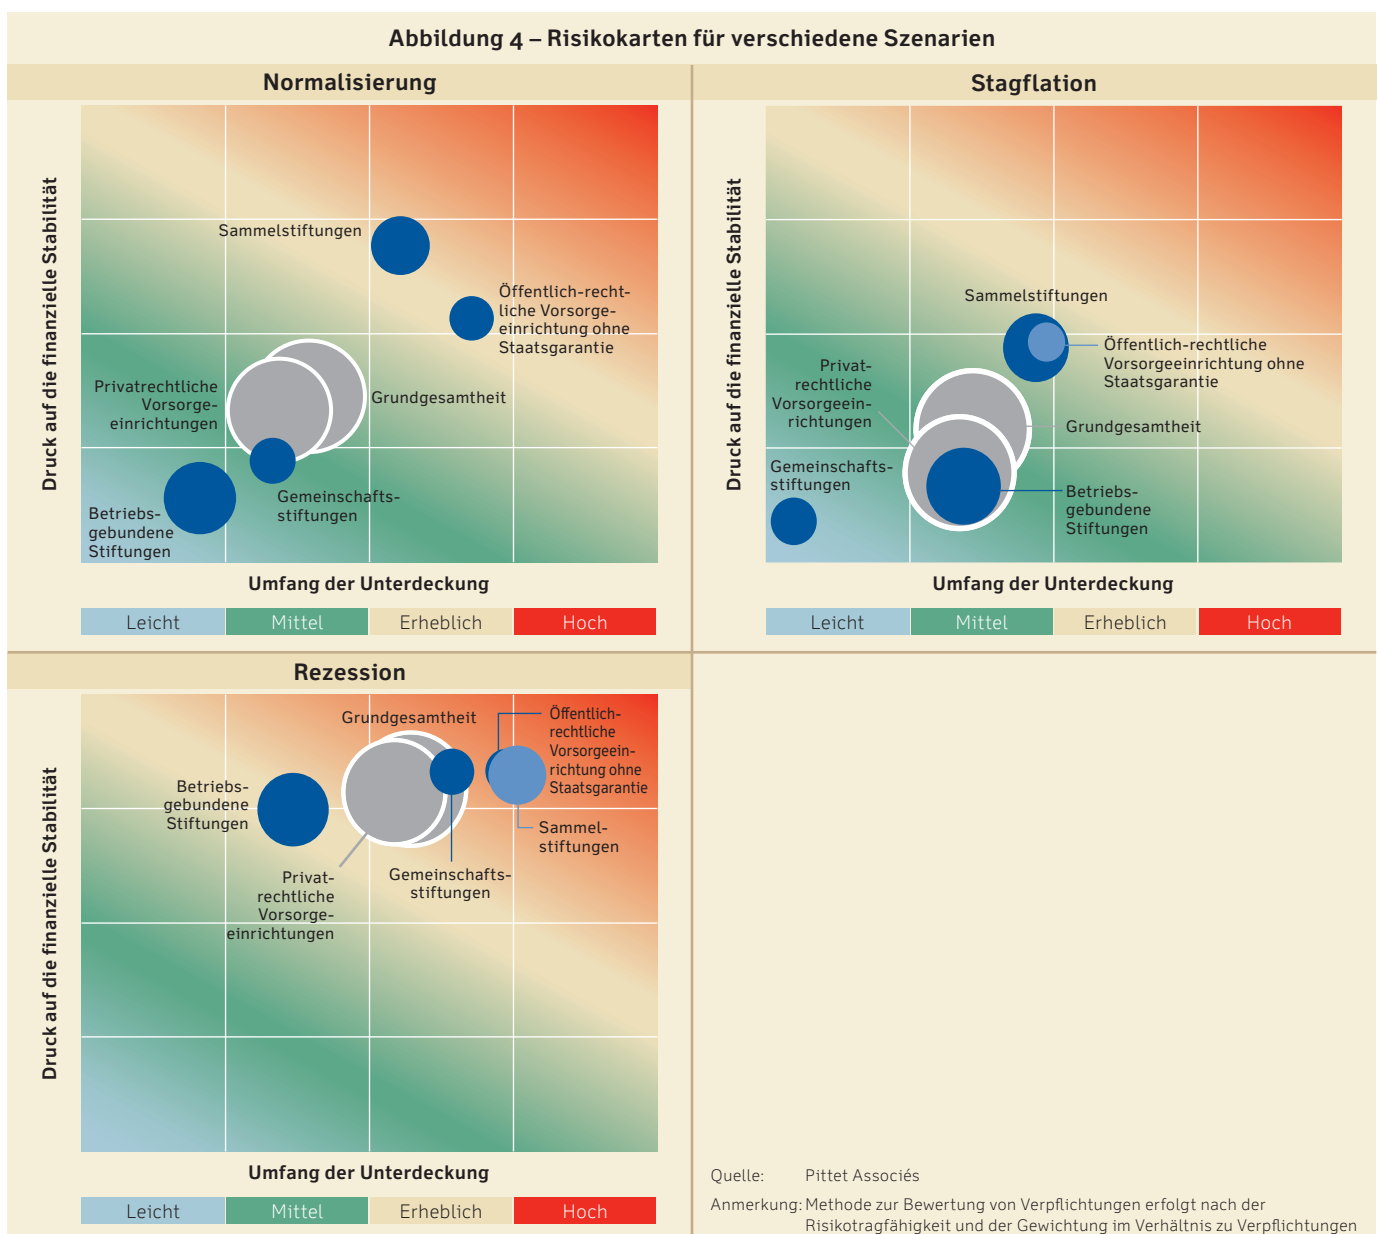 Abbildung 4 – Risikokarten für verschiedene Szenarien
Normalisierung
Druck auf die finanzielle Stabilität
Sammelstiftungen
Öffentlich-recht-
liche Vorsorge-
einrichtung ohne
Staatsgarantie
Privatrechtliche
Vorsorge-
einrichtungen
Grundgesamtheit
Gemeinschafts-
stiftungen
Betriebs-
gebundene
Stiftungen
Umfang der Unterdeckung
Leicht
Mittel
Erheblich
Hoch
Stagflation
Druck auf die finanzielle Stabilität
Sammelstiftungen
Öffentlich-rechtliche
Vorsorgeeinrichtung ohne
Staatsgarantie
Privat-
rechtliche
Vorsorgeein-
richtungen
Grundgesamtheit
Gemeinschafts-
stiftungen
Betriebs-
gebundene
Stiftungen
Umfang der Unterdeckung
Leicht
Mittel
Erheblich
Hoch
Rezession
Druck auf die finanzielle Stabilität
Grundgesamtheit
Öffentlich-
rechtliche
Vorsorgeein-
richtung ohne
Staatsgarantie
Betriebs-
gebundene
Stiftungen
Sammel-
stiftungen
Privat-
rechtliche
Vorsorge-
einrichtungen
Gemeinschafts-
stiftungen
Umfang der Unterdeckung
Leicht
Mittel
Erheblich
Hoch
Quelle: Pittet Associés
Anmerkung: Methode zur Bewertung von Verpflichtungen erfolgt nach der
Risikotragfähigkeit und der Gewichtung im Verhältnis zu Verpflichtungen